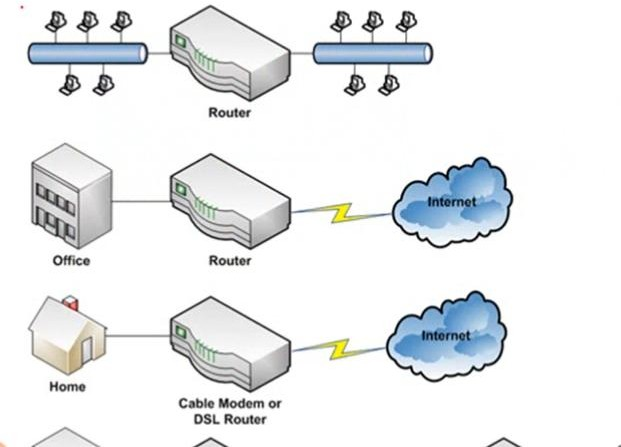 Router
Internet
Office
Router
Internet
Home
Cable Modem or
DSL Router